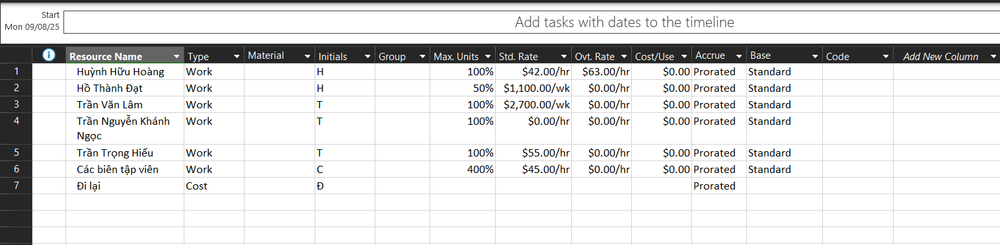 Start
Mon 09/08/25
Add tasks with dates to the timeline
Resource Name Type Material Initials Group Max. Units Std. Rate Ovt. Rate Cost/Use Accrue Base Code Add New Column
1 Huỳnh Hữu Hoàng Work H 100% $42.00/hr $63.00/hr $0.00 Prorated Standard
2 Hồ Thành Đạt Work H 50% $1,100.00/wk $0.00/hr $0.00 Prorated Standard
3 Trần Văn Lâm Work T 100% $2,700.00/wk $0.00/hr $0.00 Prorated Standard
4 Trần Nguyễn Khánh Work T 100% $0.00/hr $0.00/hr $0.00 Prorated Standard
Ngọc
5 Trần Trọng Hiếu Work T 100% $55.00/hr $0.00/hr $0.00 Prorated Standard
6 Các biên tập viên Work C 400% $45.00/hr $0.00/hr $0.00 Prorated Standard
7 Đi lại Cost Đ Prorated